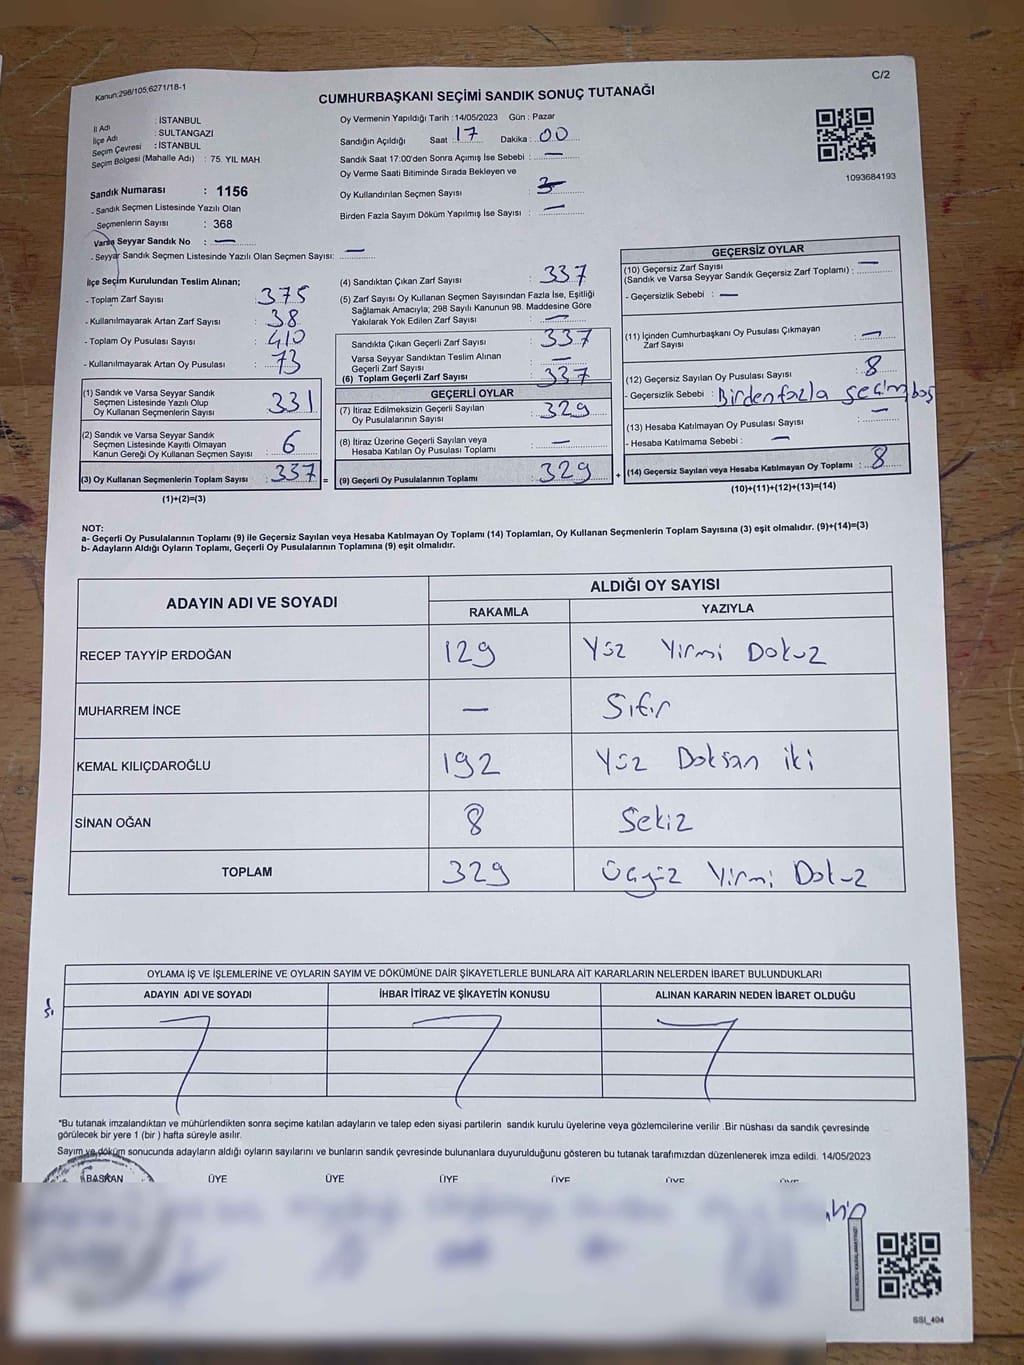 Kanun:298/105,6271/18-1
C/2
CUMHURBAŞKANI SEÇİMİ SANDIK SONUÇ TUTANAĞI
İl Adı : İSTANBUL
İlçe Adı : SULTANGAZİ
Seçim Çevresi : İSTANBUL
Seçim Bölgesi (Mahalle Adı) : 75. YIL MAH.
Sandık Numarası : 1156
- Sandık Seçmen Listesinde Yazılı Olan
Seçmenlerin Sayısı : 368
Varsa Seyyar Sandık No : —
- Seyyar Sandık Seçmen Listesinde Yazılı Olan Seçmen Sayısı: —
Oy Vermenin Yapıldığı Tarih : 14/05/2023 Gün : Pazar
Sandığın Açıldığı Saat : 17 Dakika : 00
Sandık Saat 17:00'den Sonra Açımış İse Sebebi : —
Oy Verme Saati Bitiminde Sırada Bekleyen ve
Oy Kullandırılan Seçmen Sayısı :
Birden Fazla Sayım Döküm Yapılmış İse Sayısı : —
1093684193
İlçe Seçim Kurulundan Teslim Alınan;
- Toplam Zarf Sayısı : 375
- Kullanılmayarak Artan Zarf Sayısı : 38
- Toplam Oy Pusulası Sayısı : 410
- Kullanılmayarak Artan Oy Pusulası : 73
(1) Sandık ve Varsa Seyyar Sandık
Seçmen Listesinde Yazılı Olup
Oy Kullanan Seçmenlerin Sayısı : 331
(2) Sandık ve Varsa Seyyar Sandık
Seçmen Listesinde Kayıtlı Olmayan
Kanun Gereği Oy Kullanan Seçmen Sayısı : 6
(3) Oy Kullanan Seçmenlerin Toplam Sayısı : 337 =
(1)+(2)=(3)
(4) Sandıktan Çıkan Zarf Sayısı : 337
(5) Zarf Sayısı Oy Kullanan Seçmen Sayısından Fazla İse, Eşitliği
Sağlamak Amacıyla; 298 Sayılı Kanunun 98. Maddesine Göre
Yakılarak Yok Edilen Zarf Sayısı : —
Sandıkta Çıkan Geçerli Zarf Sayısı : 337
Varsa Seyyar Sandıktan Teslim Alınan
Geçerli Zarf Sayısı : —
(6) Toplam Geçerli Zarf Sayısı : 337
GEÇERLİ OYLAR
(7) İtiraz Edilmeksizin Geçerli Sayılan
Oy Pusulalarının Sayısı : 329
(8) İtiraz Üzerine Geçerli Sayılan veya
Hesaba Katılan Oy Pusulası Toplamı : —
(9) Geçerli Oy Pusulalarının Toplamı : 329 +
GEÇERSİZ OYLAR
(10) Geçersiz Zarf Sayısı
(Sandık ve Varsa Seyyar Sandık Geçersiz Zarf Toplamı) : —
- Geçersizlik Sebebi : —
(11) İçinden Cumhurbaşkanı Oy Pusulası Çıkmayan
Zarf Sayısı : —
(12) Geçersiz Sayılan Oy Pusulası Sayısı : 8
- Geçersizlik Sebebi : Birden fazla seçim, boş
(13) Hesaba Katılmayan Oy Pusulası Sayısı : —
- Hesaba Katılmama Sebebi : —
(14) Geçersiz Sayılan veya Hesaba Katılmayan Oy Toplamı : 8
(10)+(11)+(12)+(13)=(14)
NOT:
a- Geçerli Oy Pusulalarının Toplamı (9) ile Geçersiz Sayılan veya Hesaba Katılmayan Oy Toplamı (14) Toplamları, Oy Kullanan Seçmenlerin Toplam Sayısına (3) eşit olmalıdır. (9)+(14)=(3)
b- Adayların Aldığı Oyların Toplamı, Geçerli Oy Pusulalarının Toplamına (9) eşit olmalıdır.
ADAYIN ADI VE SOYADI
ALDIĞI OY SAYISI
RAKAMLA YAZIYLA
RECEP TAYYİP ERDOĞAN 129 Yüz Yirmi Dokuz
MUHARREM İNCE — Sıfır
KEMAL KILIÇDAROĞLU 192 Yüz Doksan iki
SİNAN OĞAN 8 Sekiz
TOPLAM 329 Üçyüz Yirmi Dokuz
OYLAMA İŞ VE İŞLEMLERİNE VE OYLARIN SAYIM VE DÖKÜMÜNE DAİR ŞİKAYETLERLE BUNLARA AİT KARARLARIN NELERDEN İBARET BULUNDUKLARI
ADAYIN ADI VE SOYADI İHBAR İTİRAZ VE ŞİKAYETİN KONUSU ALINAN KARARIN NEDEN İBARET OLDUĞU
*Bu tutanak imzalandıktan ve mühürlendikten sonra seçime katılan adayların ve talep eden siyasi partilerin sandık kurulu üyelerine veya gözlemcilerine verilir .Bir nüshası da sandık çevresinde
görülecek bir yere 1 (bir ) hafta süreyle asılır.
Sayım ve döküm sonucunda adayların aldığı oyların sayılarını ve bunların sandık çevresinde bulunanlara duyurulduğunu gösteren bu tutanak tarafımızdan düzenlenerek imza edildi. 14/05/2023
BAŞKAN ÜYE ÜYE ÜYE ÜYE ÜYE
SSI_404